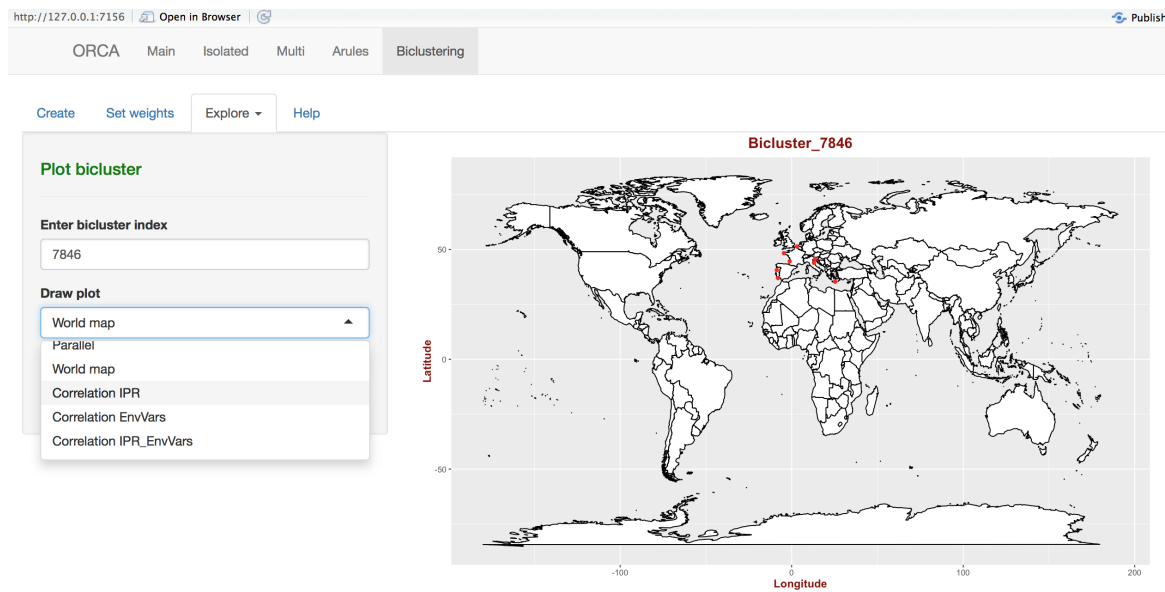 http://127.0.0.1:7156 Open in Browser Publish
ORCA Main Isolated Multi Arules Biclustering
Create Set weights Explore Help
Plot bicluster
Enter bicluster index
7846
Draw plot
World map
Parallel
World map
Correlation IPR
Correlation EnvVars
Correlation IPR_EnvVars
Bicluster_7846
Latitude
50
0
-50
-100 0 100 200
Longitude